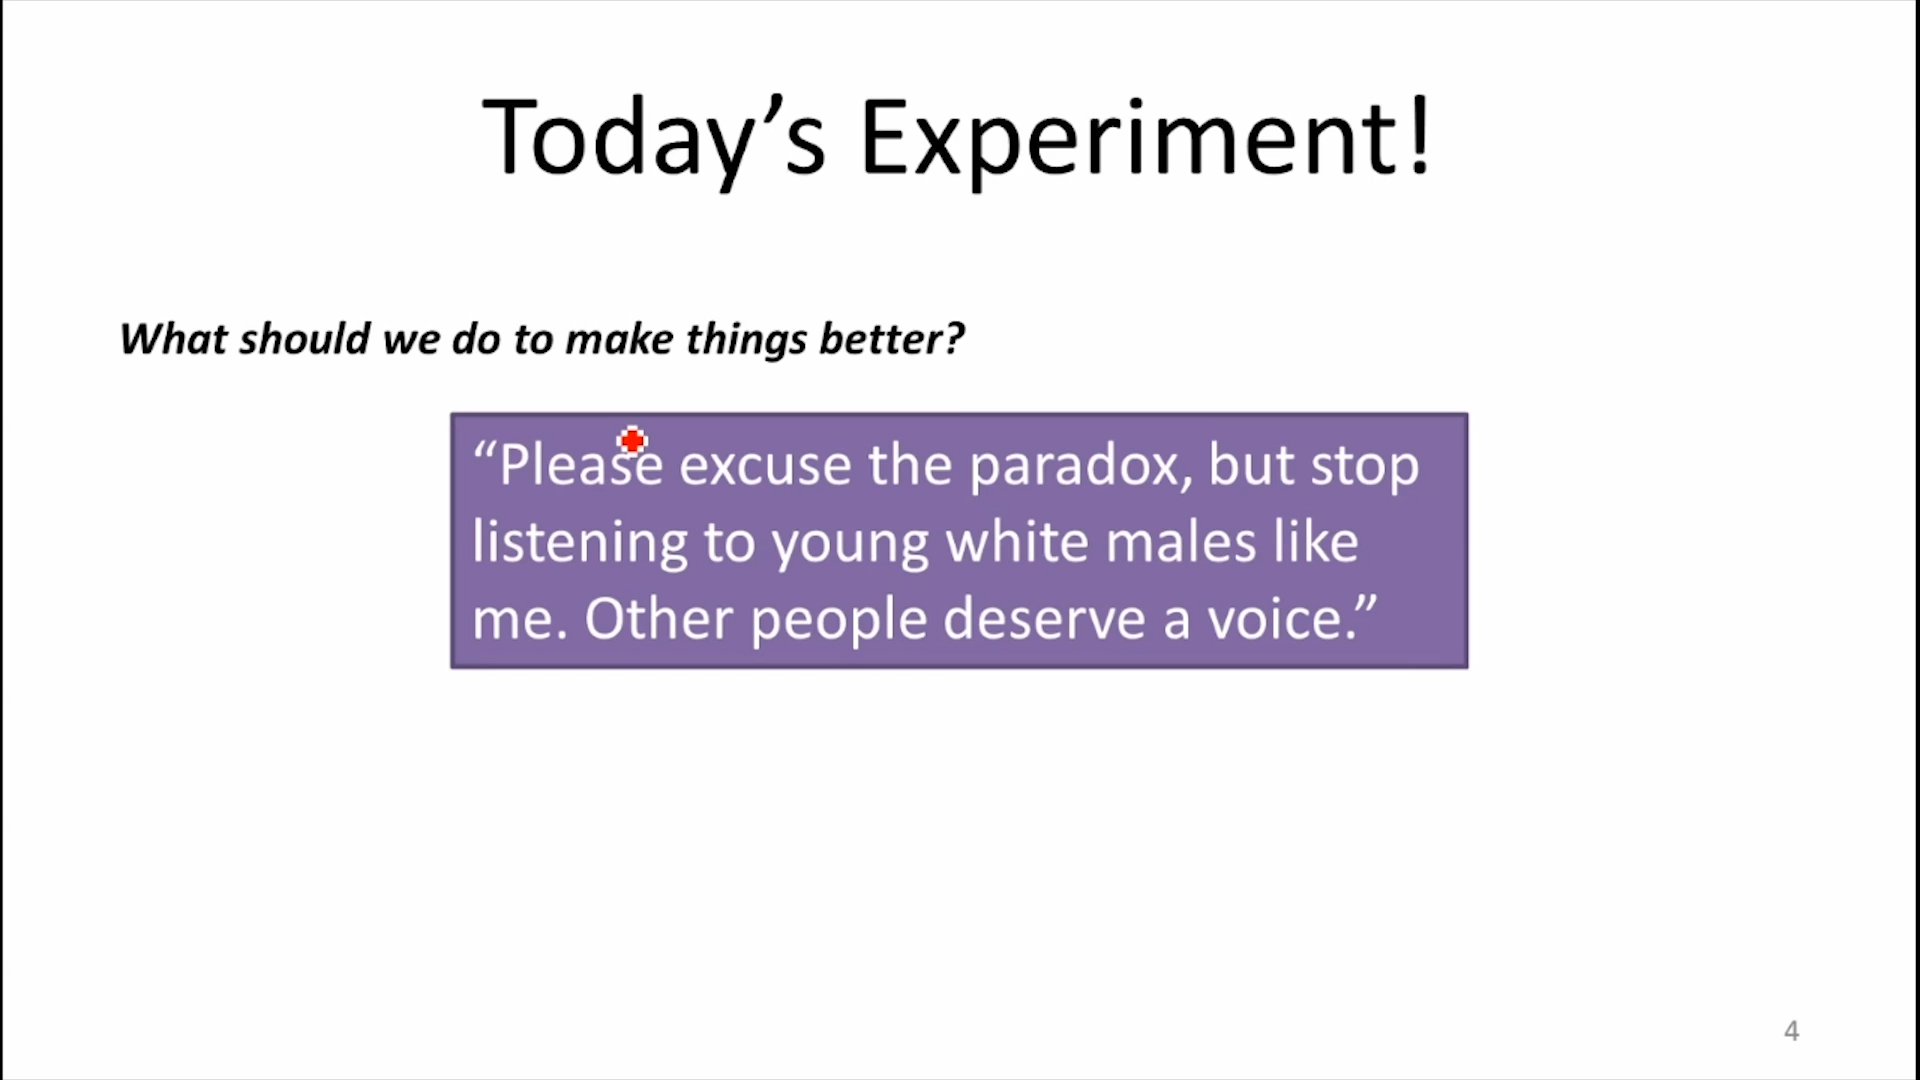 Today’s Experiment!
What should we do to make things better?
“Please excuse the paradox, but stop
listening to young white males like
me. Other people deserve a voice.”
4